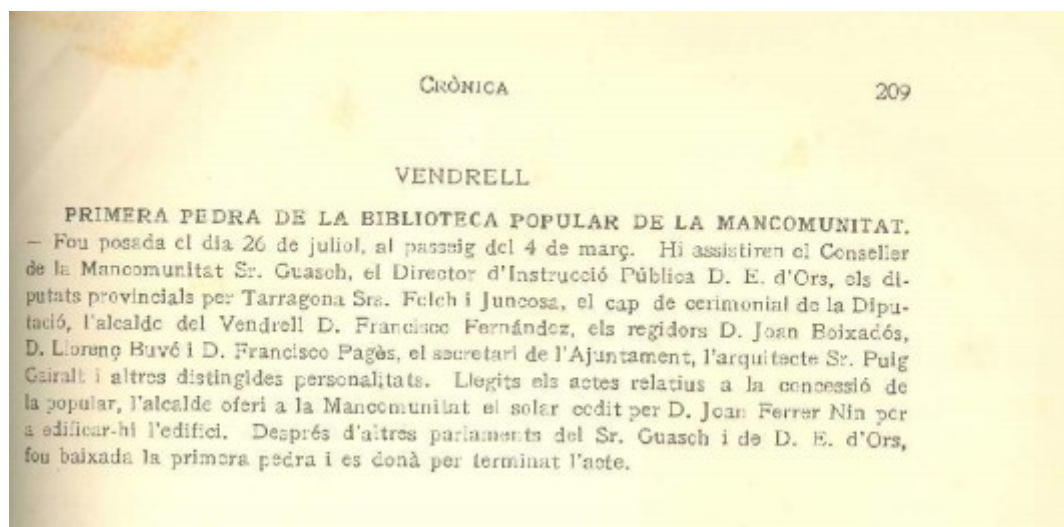 CRÒNICA 209
VENDRELL
PRIMERA PEDRA DE LA BIBLIOTECA POPULAR DE LA MANCOMUNITAT.
— Fou posada el dia 26 de juliol, al passeig del 4 de març. Hi assistiren el Conseller
de la Mancomunitat Sr. Guasch, el Director d'Instrucció Pública D. E. d'Ors, els di-
putats provincials per Tarragona Srs. Folch i Juncosa, el cap de cerimonial de la Dipu-
tació, l'alcalde del Vendrell D. Francisco Fernández, els regidors D. Joan Boixadós,
D. Llorenç Buvé i D. Francisco Pagès, el secretari de l'Ajuntament, l'arquitecte Sr. Puig
Gairalt i altres distingides personalitats. Llegits els actes relatius a la concessió de
la popular, l'alcalde oferi a la Mancomunitat el solar cedit per D. Joan Ferrer Nin per
a edificar-hi l'edifici. Després d'altres parlaments del Sr. Guasch i de D. E. d'Ors,
fou baixada la primera pedra i es donà per terminat l'acte.